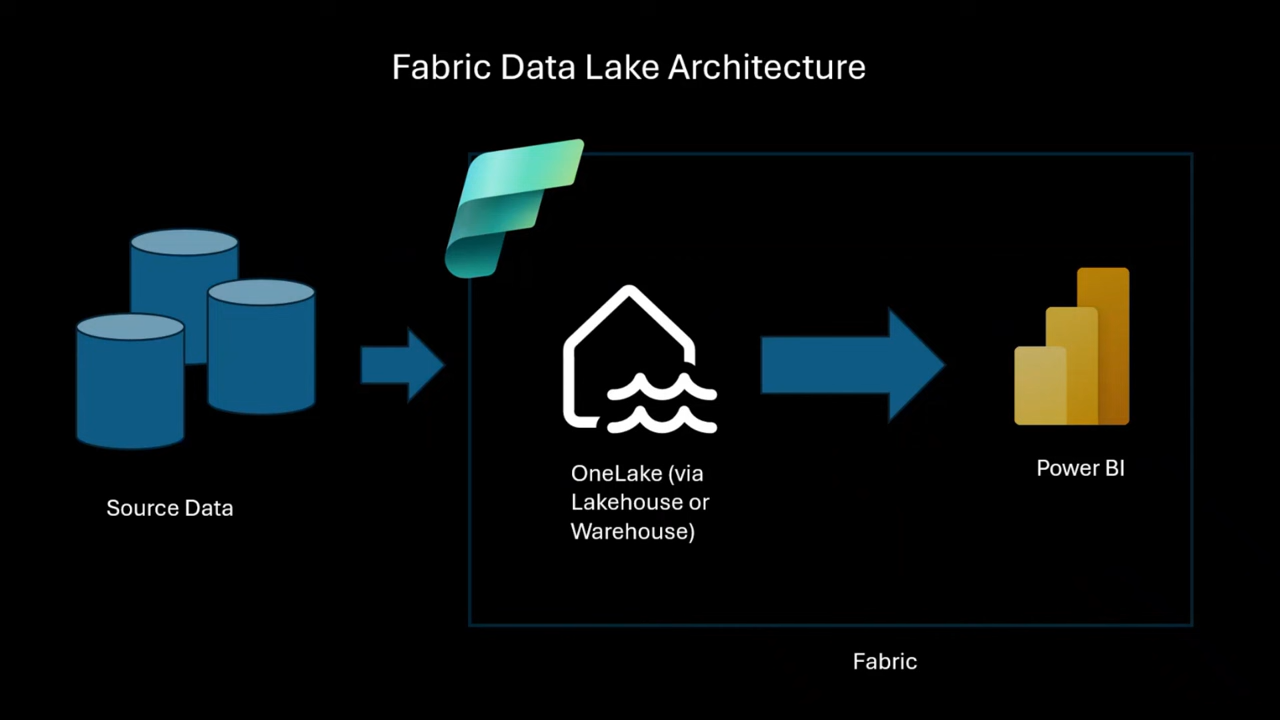 Fabric Data Lake Architecture
Source Data
OneLake (via
Lakehouse or
Warehouse)
Power BI
Fabric